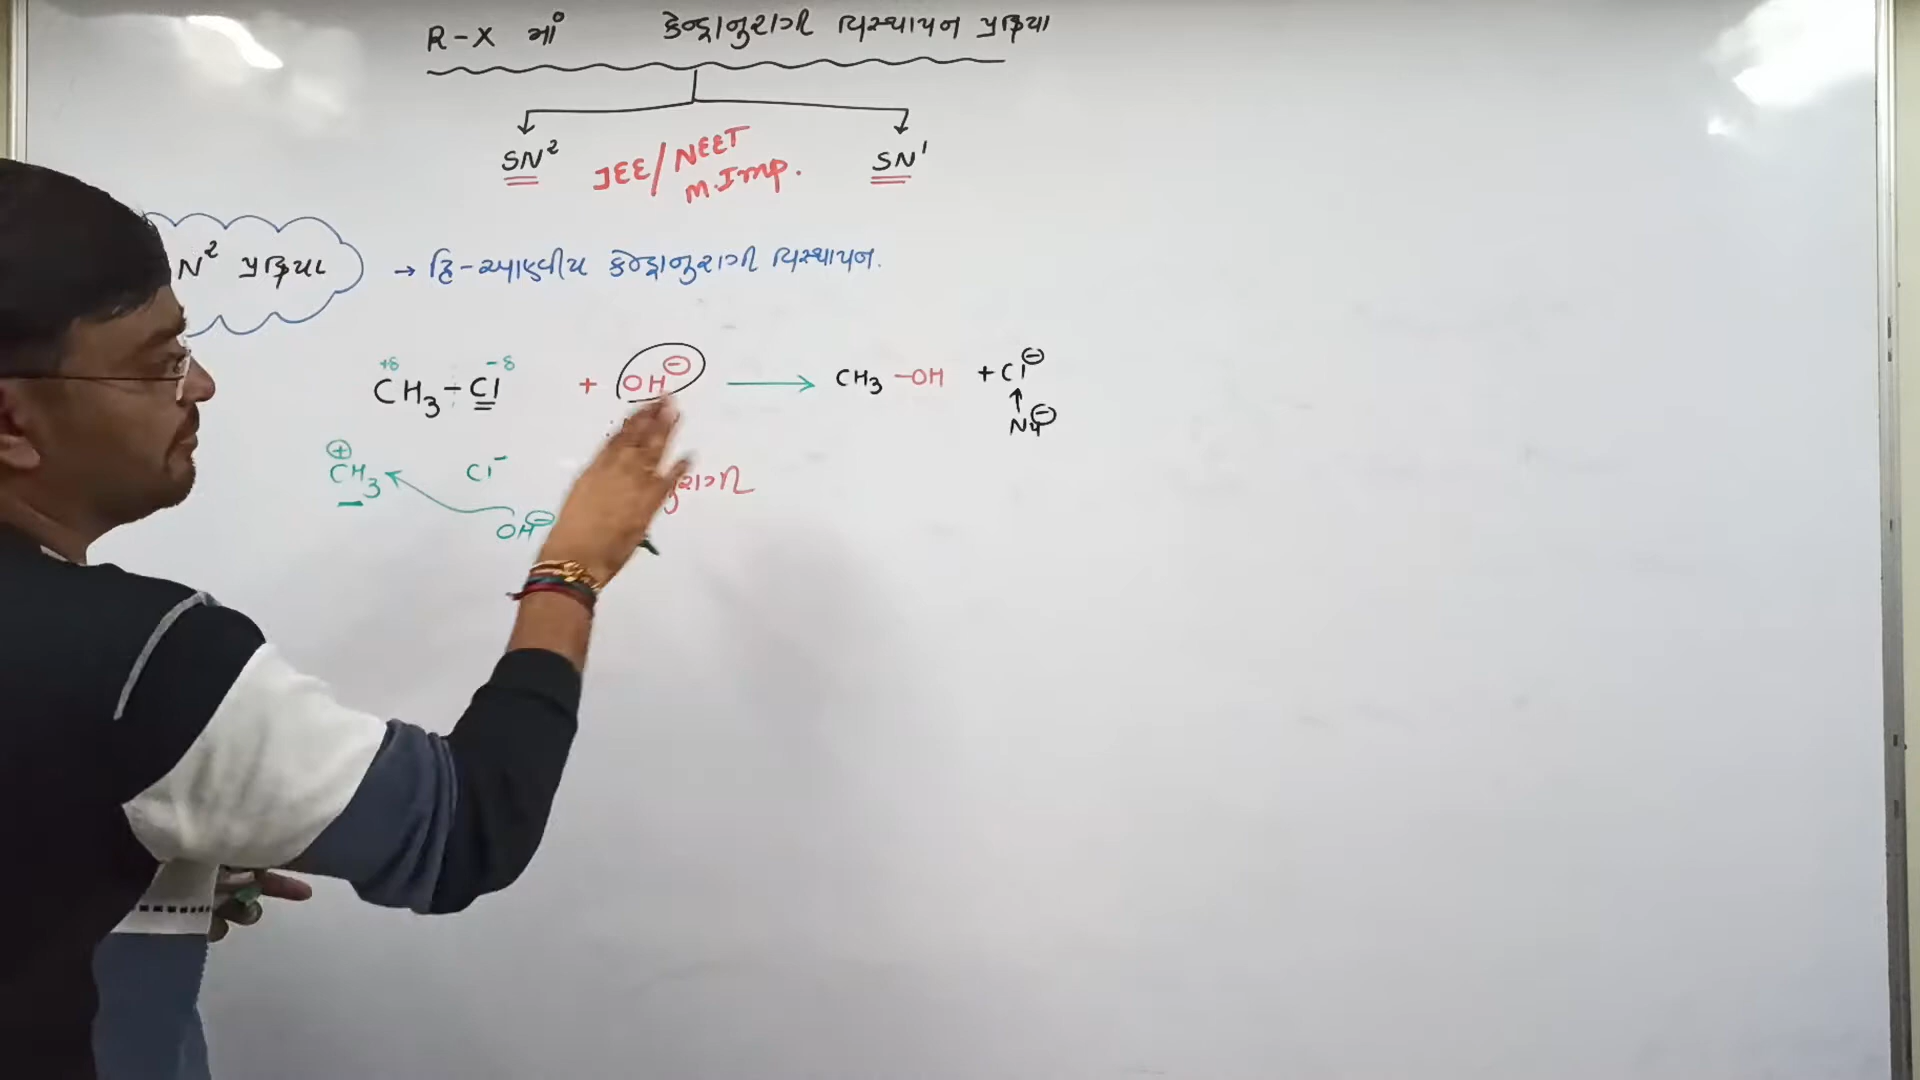 R-X માં કેન્દ્રાનુરાગી વિસ્થાપન પ્રક્રિયા
SN² JEE/NEET M.Imp. SN¹
N² પ્રક્રિયા → દ્વિ-આણ્વીય કેન્દ્રાનુરાગી વિસ્થાપન.
+δ -δ
CH₃-Cl + OH⊖ → CH₃-OH + Cl⊖
↑
Nu⊖
⊕
CH₃ Cl⁻ નુરાગી
OH⊖